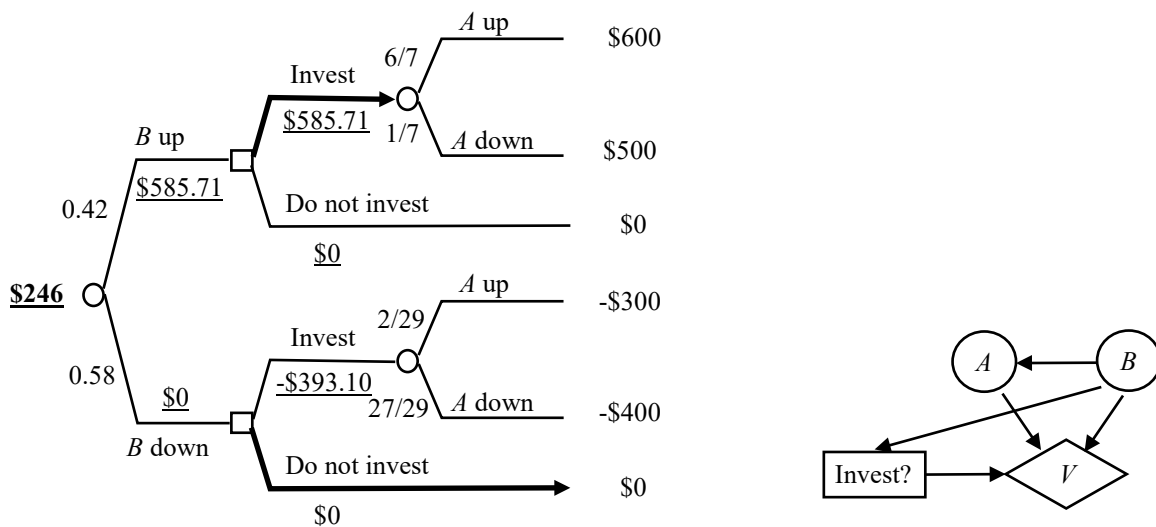 A up
$600
6/7
Invest
$585.71
1/7
A down
$500
B up
$585.71
0.42
Do not invest
$0
$0
$246
A up
-$300
2/29
Invest
-$393.10
27/29
A down
-$400
0.58
$0
B down
Do not invest
$0
$0
A
B
Invest?
V